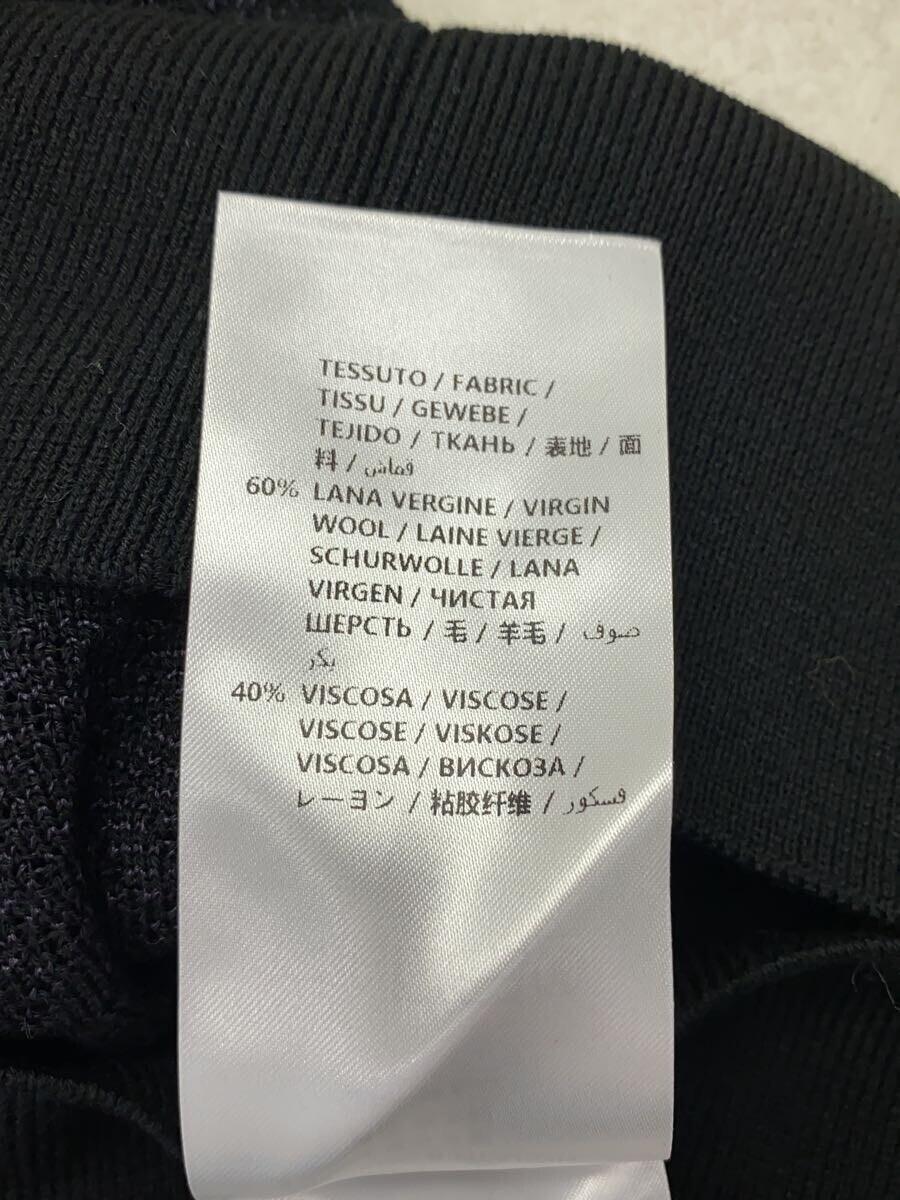 TESSUTO / FABRIC /
TISSU / GEWEBE /
TEJIDO / ТКАНЬ / 表地 / 面
料 / قماش
60% LANA VERGINE / VIRGIN
WOOL / LAINE VIERGE /
SCHURWOLLE / LANA
VIRGEN / ЧИСТАЯ
ШЕРСТЬ / 毛 / 羊毛 / صوف
بكر
40% VISCOSA / VISCOSE /
VISCOSE / VISKOSE /
VISCOSA / ВИСКОЗА /
レーヨン / 粘胶纤维 / فسكور